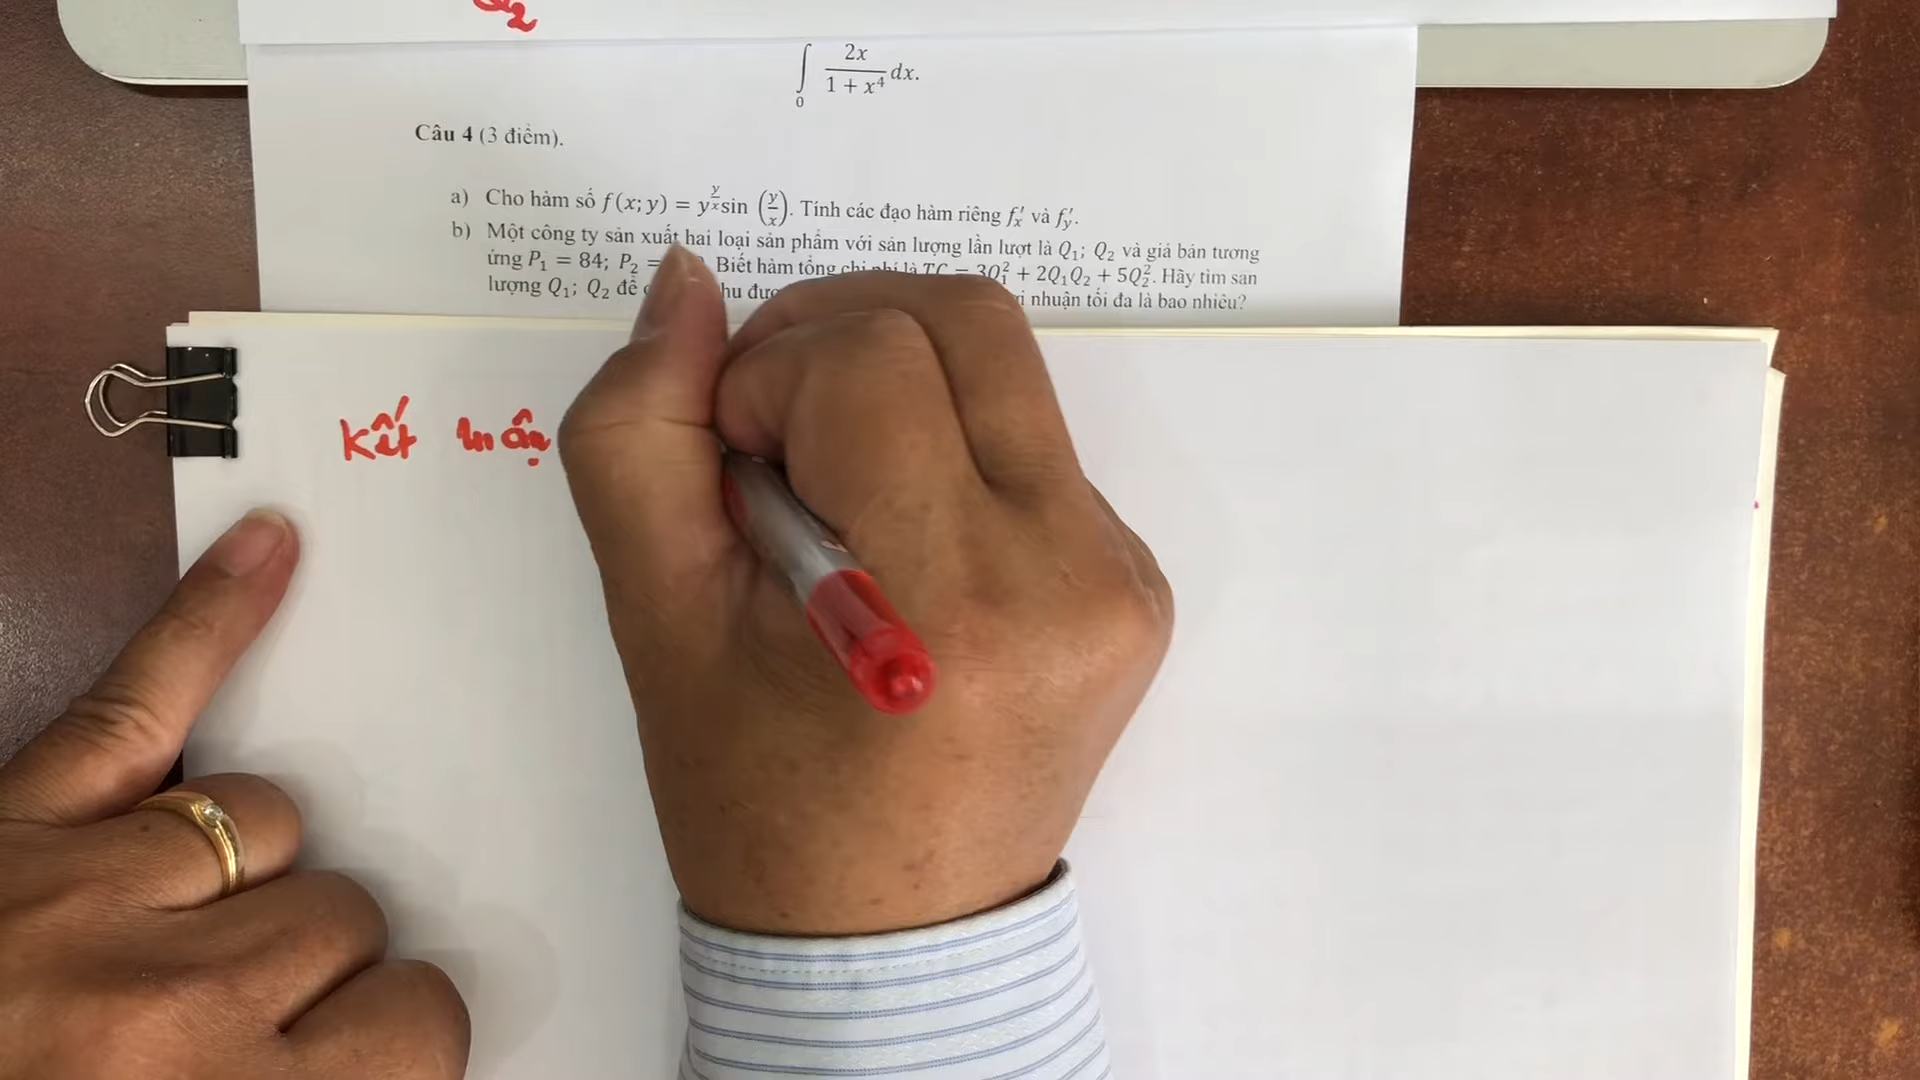 Q2
∫₀ 2x / (1 + x⁴) dx.
Câu 4 (3 điểm).
a) Cho hàm số f(x; y) = y^(y/x) sin (y/x). Tính các đạo hàm riêng f′ₓ và f′ᵧ.
b) Một công ty sản xuất hai loại sản phẩm với sản lượng lần lượt là Q₁; Q₂ và giá bán tương
ứng P₁ = 84; P₂ = Biết hàm tổng chi phí là TC = 3Q₁² + 2Q₁Q₂ + 5Q₂². Hãy tìm sản
lượng Q₁; Q₂ để nhuận tối đa là bao nhiêu?
Kết